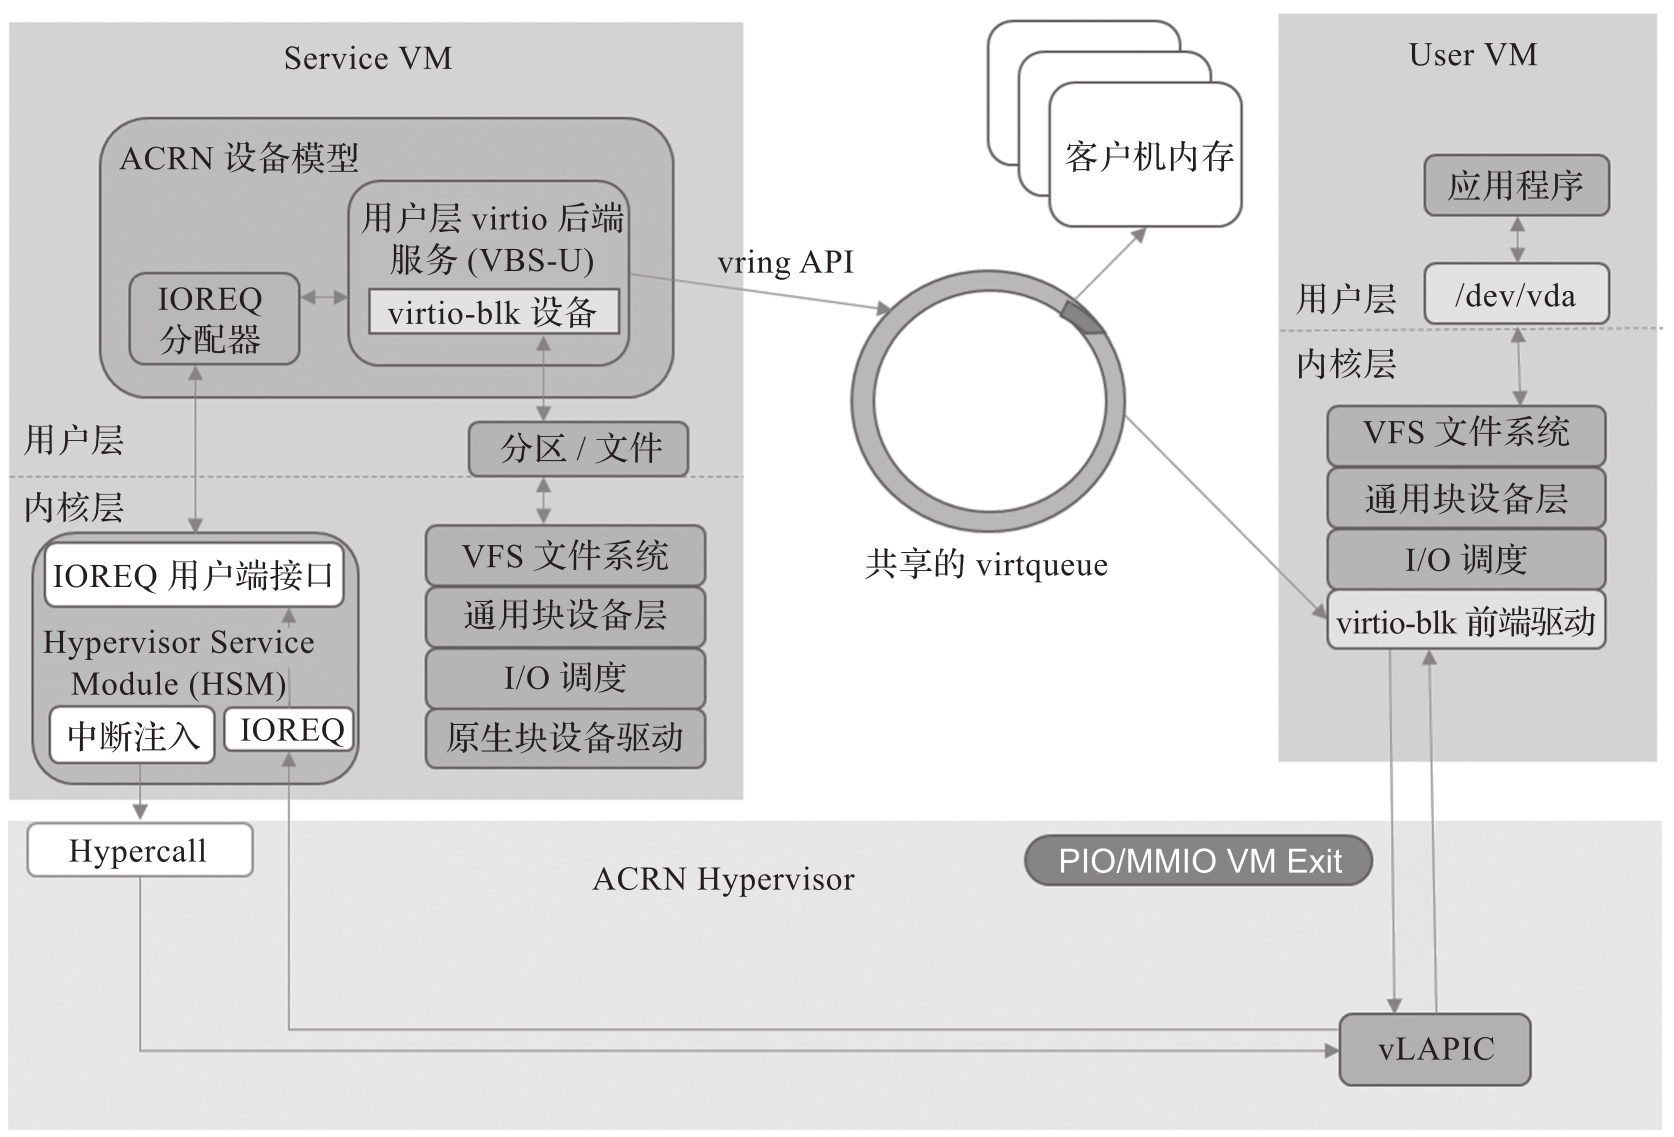 Service VM
ACRN 设备模型
用户层 virtio 后端
服务 (VBS-U)
virtio-blk 设备
IOREQ
分配器
用户层
分区 / 文件
内核层
IOREQ 用户端接口
Hypervisor Service
Module (HSM)
中断注入
IOREQ
VFS 文件系统
通用块设备层
I/O 调度
原生块设备驱动
vring API
客户机内存
共享的 virtqueue
User VM
应用程序
用户层
/dev/vda
内核层
VFS 文件系统
通用块设备层
I/O 调度
virtio-blk 前端驱动
Hypercall
ACRN Hypervisor
PIO/MMIO VM Exit
vLAPIC